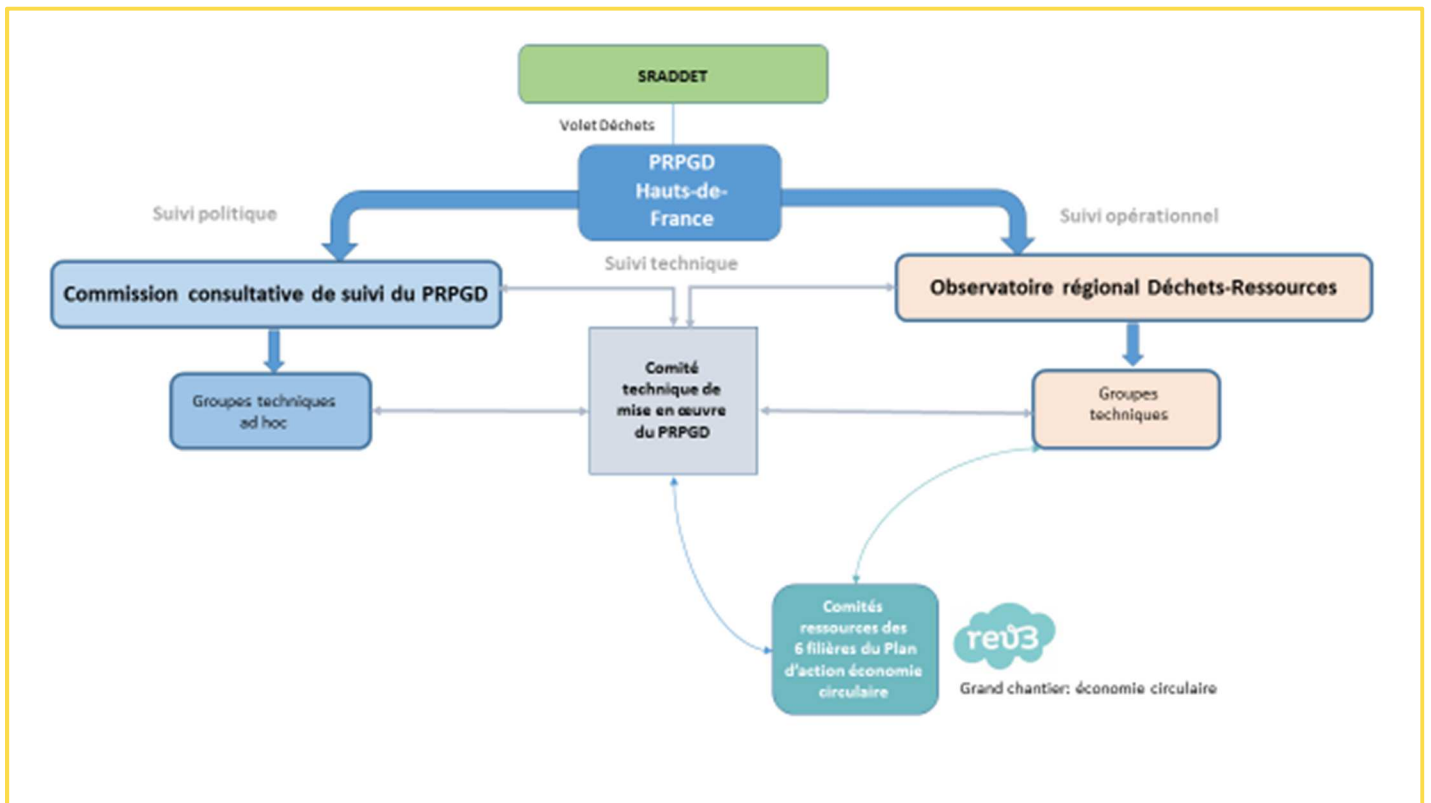 SRADDET
Volet Déchets
PRPGD
Hauts-de-
France
Suivi politique
Suivi opérationnel
Suivi technique
Commission consultative de suivi du PRPGD
Observatoire régional Déchets-Ressources
Groupes techniques
ad hoc
Comité
technique de
mise en œuvre
du PRPGD
Groupes
techniques
Comités
ressources des
6 filières du Plan
d'action économie
circulaire
rev3
Grand chantier: économie circulaire